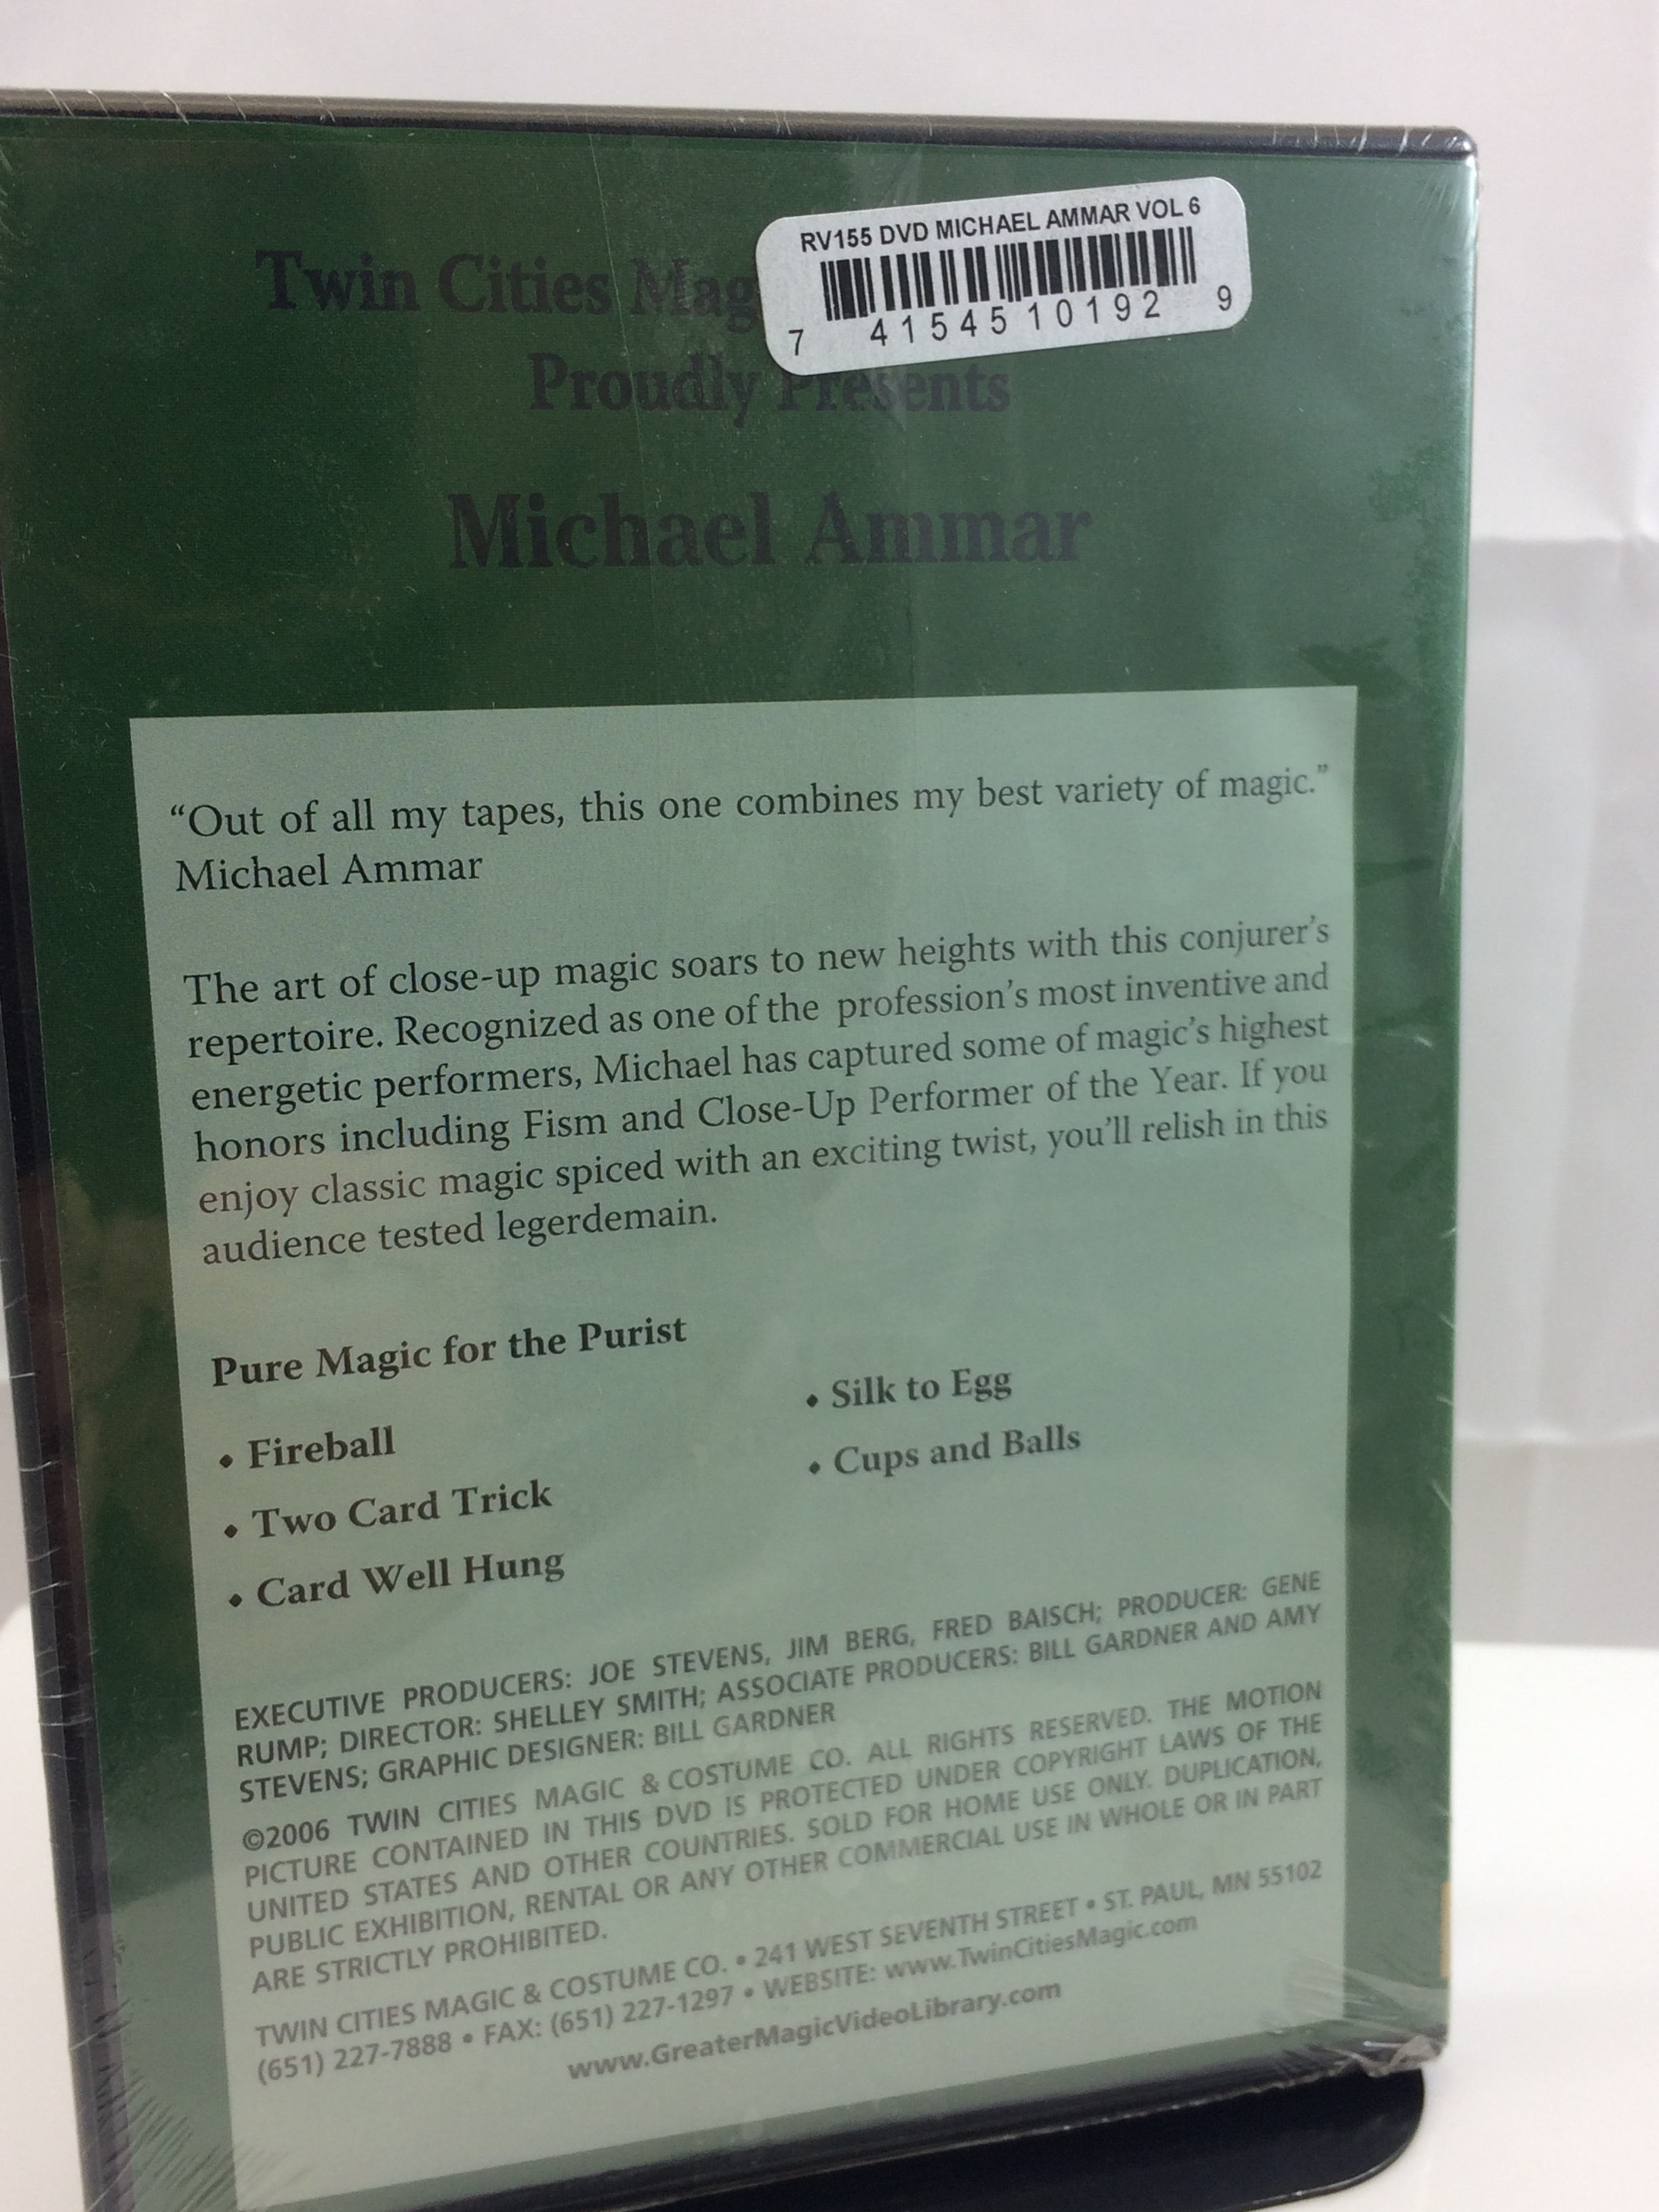 RV155 DVD MICHAEL AMMAR VOL 6
7 41545 10192 9
Twin Cities Mag
Proudly Presents
Michael Ammar
“Out of all my tapes, this one combines my best variety of magic.”
Michael Ammar
The art of close-up magic soars to new heights with this conjurer’s
repertoire. Recognized as one of the profession’s most inventive and
energetic performers, Michael has captured some of magic’s highest
honors including Fism and Close-Up Performer of the Year. If you
enjoy classic magic spiced with an exciting twist, you’ll relish in this
audience tested legerdemain.
Pure Magic for the Purist
• Fireball
• Two Card Trick
• Card Well Hung
• Silk to Egg
• Cups and Balls
EXECUTIVE PRODUCERS: JOE STEVENS, JIM BERG, FRED BAISCH; PRODUCER: GENE
RUMP; DIRECTOR: SHELLEY SMITH; ASSOCIATE PRODUCERS: BILL GARDNER AND AMY
STEVENS; GRAPHIC DESIGNER: BILL GARDNER
©2006 TWIN CITIES MAGIC & COSTUME CO. ALL RIGHTS RESERVED. THE MOTION
PICTURE CONTAINED IN THIS DVD IS PROTECTED UNDER COPYRIGHT LAWS OF THE
UNITED STATES AND OTHER COUNTRIES. SOLD FOR HOME USE ONLY. DUPLICATION,
PUBLIC EXHIBITION, RENTAL OR ANY OTHER COMMERCIAL USE IN WHOLE OR IN PART
ARE STRICTLY PROHIBITED.
TWIN CITIES MAGIC & COSTUME CO. • 241 WEST SEVENTH STREET • ST. PAUL, MN 55102
(651) 227-7888 • FAX: (651) 227-1297 • WEBSITE: www.TwinCitiesMagic.com
www.GreaterMagicVideoLibrary.com